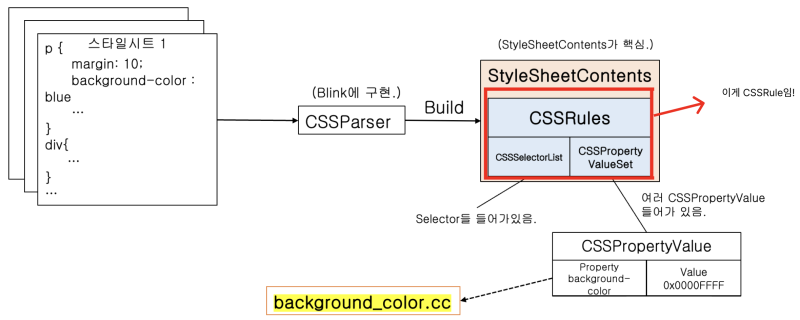 스타일시트 1
p {
margin: 10;
background-color :
blue
...
}
div{
...
}
...
(Blink에 구현.)
CSSParser
Build
(StyleSheetContents가 핵심.)
StyleSheetContents
CSSRules
CSSSelectorList
CSSProperty
ValueSet
이게 CSSRule임!
Selector들 들어가있음.
여러 CSSPropertyValue
들어가 있음.
CSSPropertyValue
Property
background-
color
Value
0x0000FFFF
background_color.cc